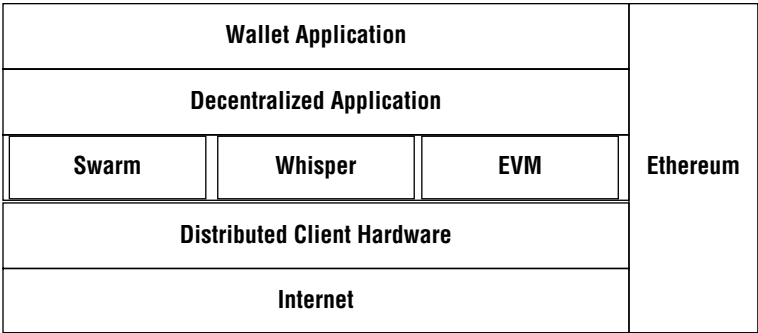 Wallet Application
Decentralized Application
Swarm
Whisper
EVM
Ethereum
Distributed Client Hardware
Internet